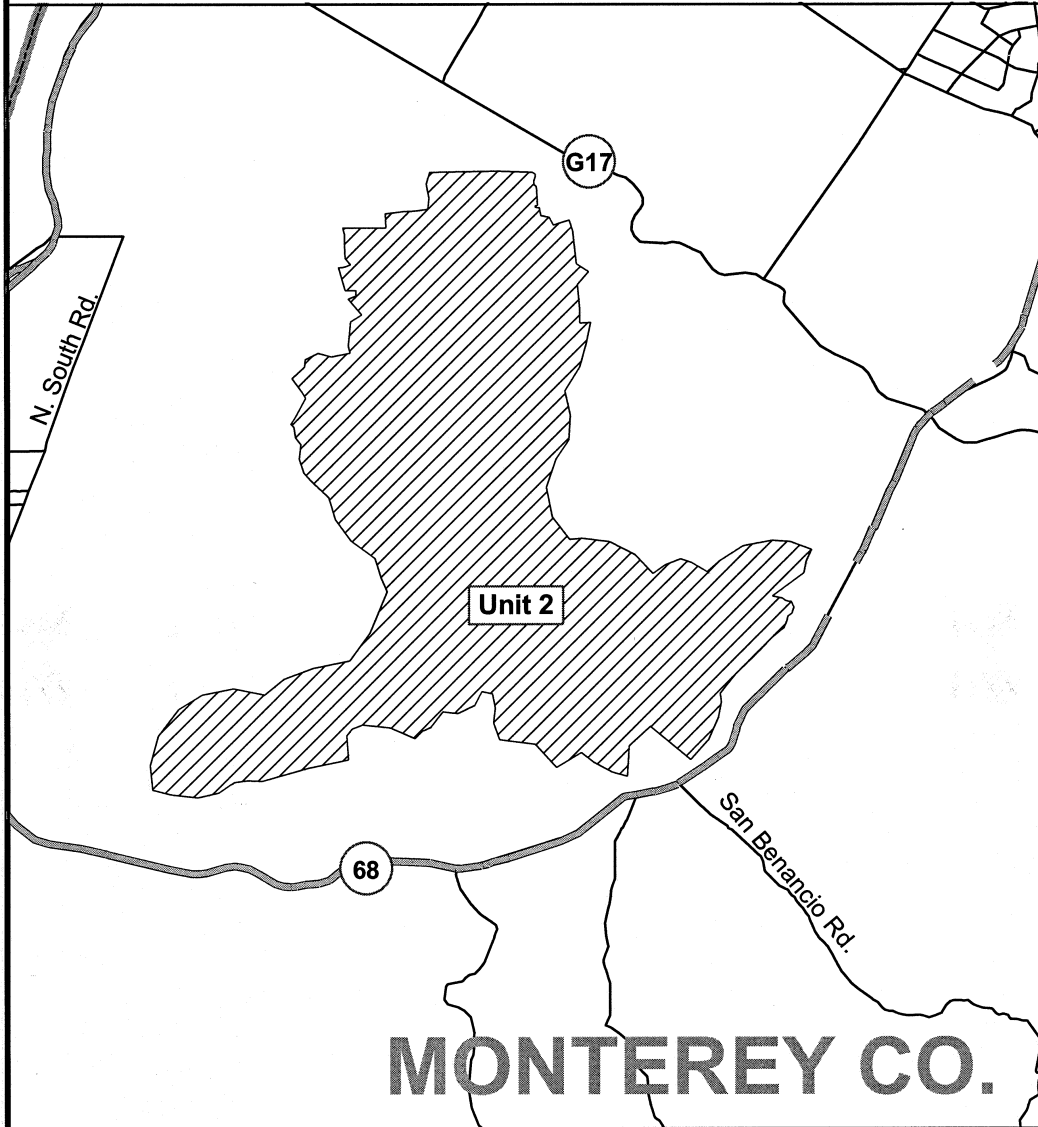 G17
N. South Rd.
Unit 2
San Benancio Rd.
68
MONTEREY CO.